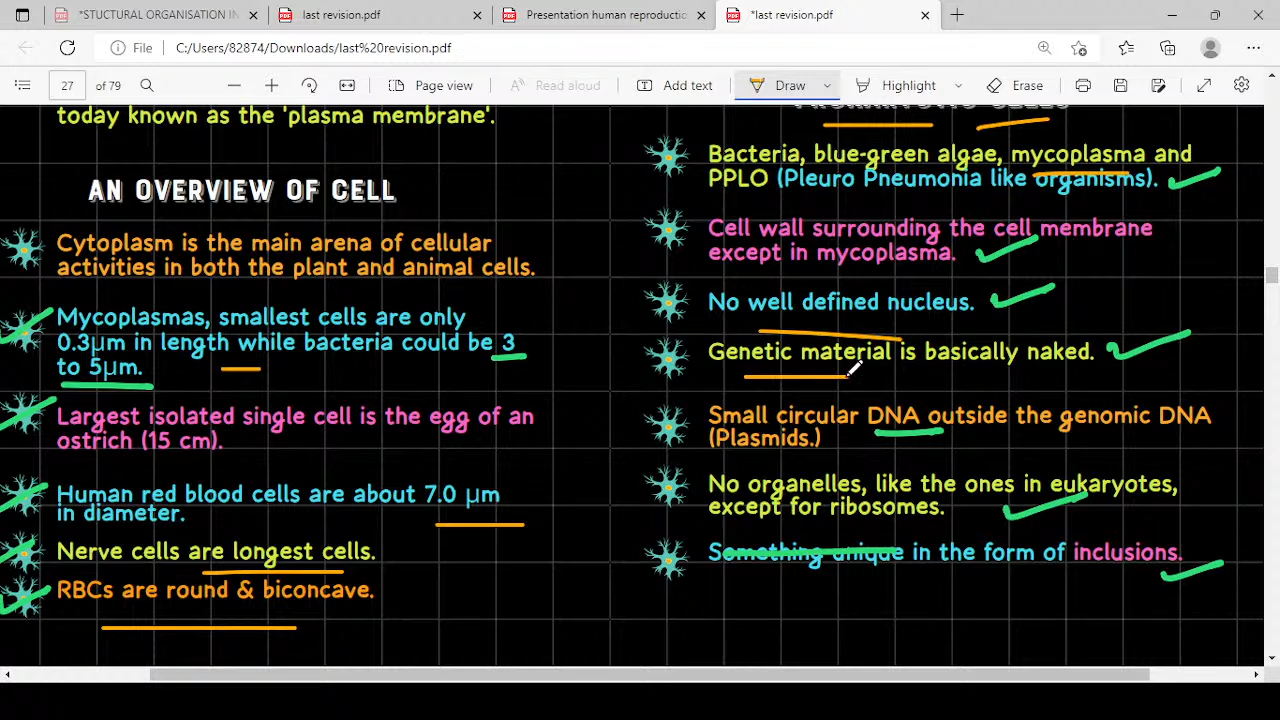 *STUCTURAL ORGANISATION IN
last revision.pdf
Presentation human reproductio
*last revision.pdf
File
C:/Users/82874/Downloads/last%20revision.pdf
27 of 79
Page view
Read aloud
Add text
Draw
Highlight
Erase
today known as the 'plasma membrane'.
AN OVERVIEW OF CELL
Cytoplasm is the main arena of cellular
activities in both the plant and animal cells.
Mycoplasmas, smallest cells are only
0.3μm in length while bacteria could be 3
to 5μm.
Largest isolated single cell is the egg of an
ostrich (15 cm).
Human red blood cells are about 7.0 μm
in diameter.
Nerve cells are longest cells.
RBCs are round & biconcave.
Bacteria, blue-green algae, mycoplasma and
PPLO (Pleuro Pneumonia like organisms).
Cell wall surrounding the cell membrane
except in mycoplasma.
No well defined nucleus.
Genetic material is basically naked.
Small circular DNA outside the genomic DNA
(Plasmids.)
No organelles, like the ones in eukaryotes,
except for ribosomes.
Something unique in the form of inclusions.